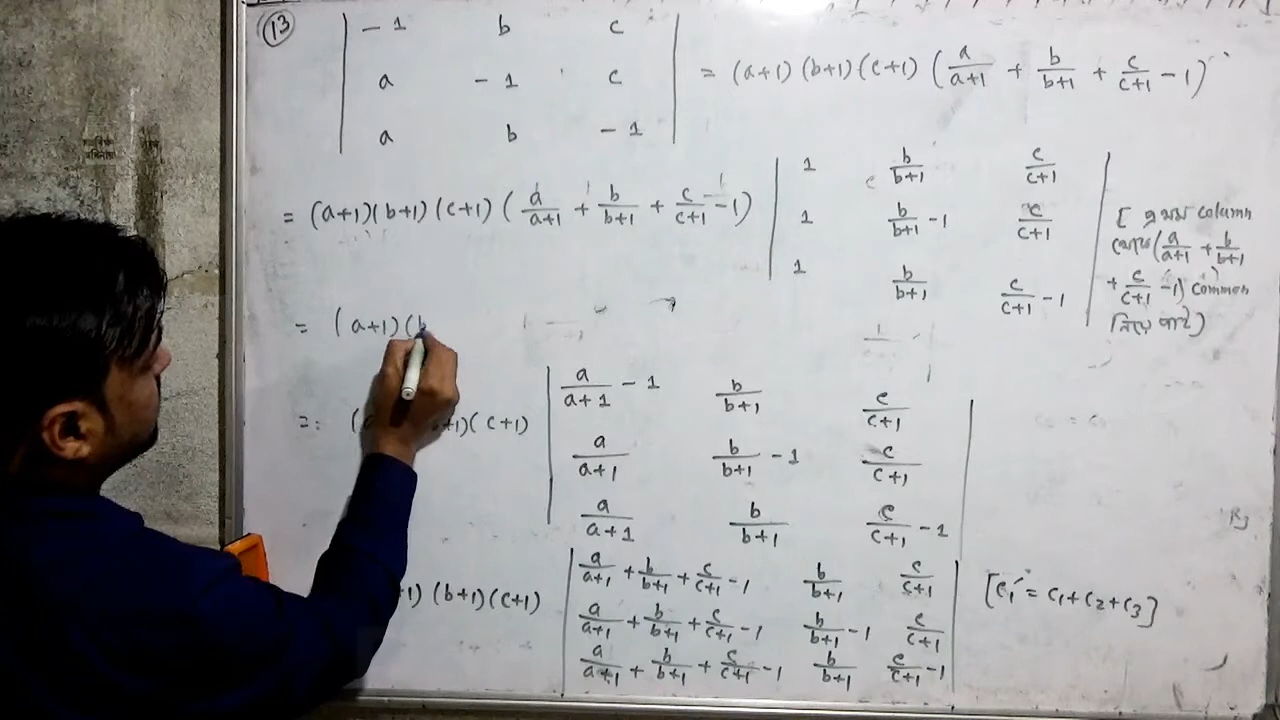 13
| -1 b c |
| a -1 c | = (a+1) (b+1) (c+1) ( a/(a+1) + b/(b+1) + c/(c+1) - 1 )
| a b -1 |
| 1 b/(b+1) c/(c+1) |
= (a+1)(b+1)(c+1) ( a/(a+1) + b/(b+1) + c/(c+1) - 1 ) | 1 b/(b+1) - 1 c/(c+1) | [ প্রথম column
| 1 b/(b+1) c/(c+1) - 1 |
( a/(a+1) + b/(b+1)
+ c/(c+1) - 1) common
নিয়ে
= (a+1)(b
| a/(a+1) - 1 b/(b+1) c/(c+1) |
+1)(c+1) | a/(a+1) b/(b+1) - 1 c/(c+1) |
| a/(a+1) b/(b+1) c/(c+1) - 1 |
| a/(a+1) + b/(b+1) + c/(c+1) - 1 b/(b+1) c/(c+1) |
+1) (b+1)(c+1) | a/(a+1) + b/(b+1) + c/(c+1) - 1 b/(b+1) - 1 c/(c+1) | [c₁′ = c₁+c₂+c₃]
| a/(a+1) + b/(b+1) + c/(c+1) - 1 b/(b+1) c/(c+1) - 1 |